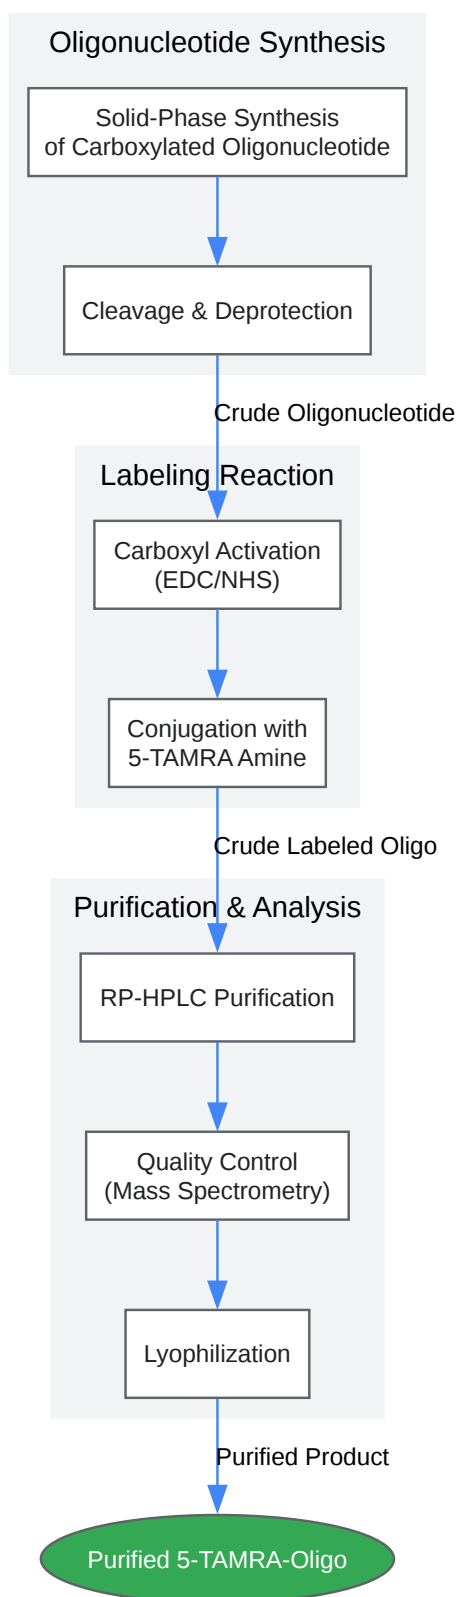 Oligonucleotide Synthesis
Solid-Phase Synthesis
of Carboxylated Oligonucleotide
Cleavage & Deprotection
Crude Oligonucleotide
Labeling Reaction
Carboxyl Activation
(EDC/NHS)
Conjugation with
5-TAMRA Amine
Crude Labeled Oligo
Purification & Analysis
RP-HPLC Purification
Quality Control
(Mass Spectrometry)
Lyophilization
Purified Product
Purified 5-TAMRA-Oligo